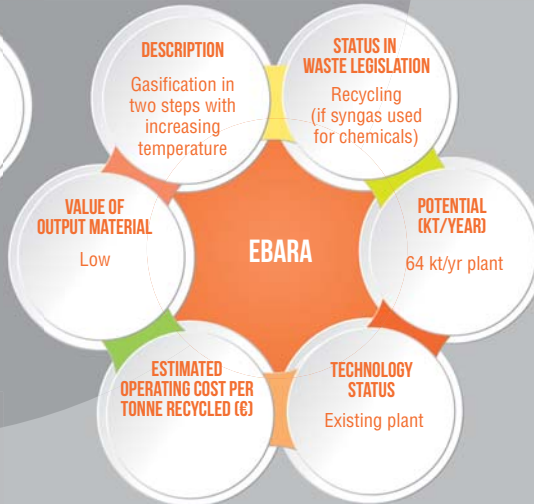 DESCRIPTION
Gasification in
two steps with
increasing
temperature
STATUS IN
WASTE LEGISLATION
Recycling
(if syngas used
for chemicals)
VALUE OF
OUTPUT MATERIAL
Low
EBARA
POTENTIAL
(KT/YEAR)
64 kt/yr plant
ESTIMATED
OPERATING COST PER
TONNE RECYCLED (€)
TECHNOLOGY
STATUS
Existing plant